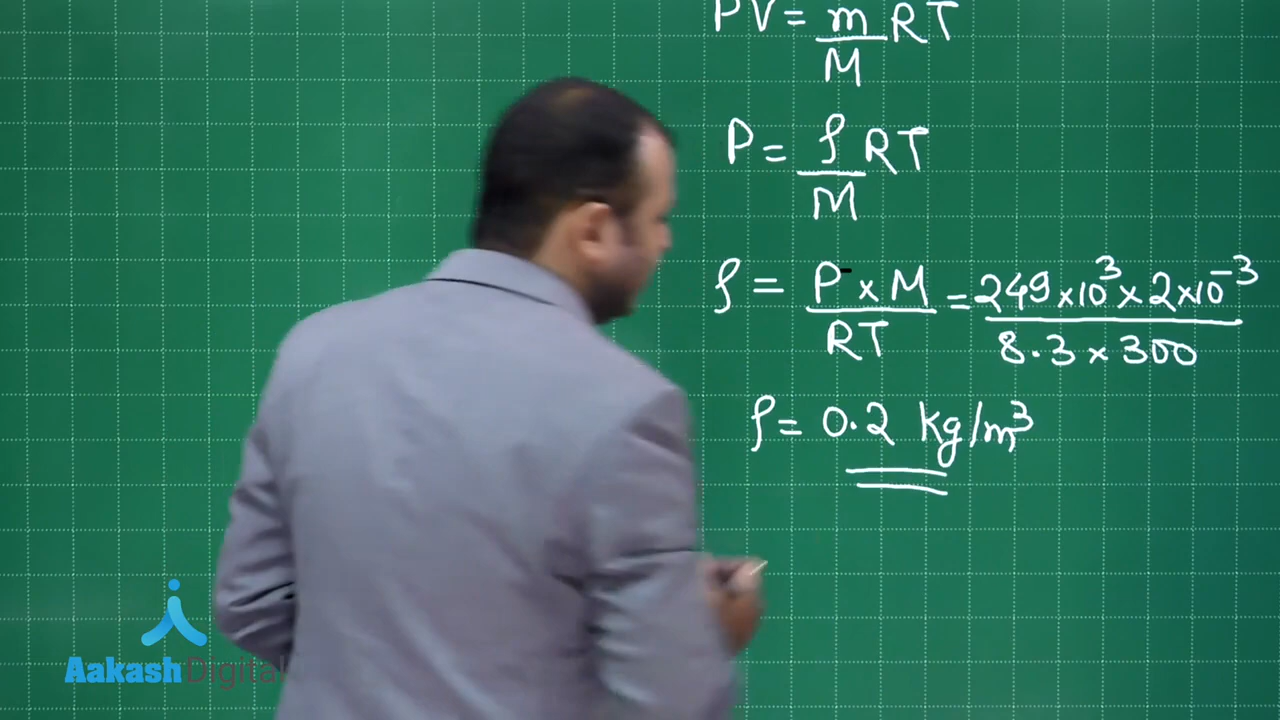 PV = m/M RT
P = ρ/M RT
ρ = P × M / RT = 249 × 10³ × 2 × 10⁻³ / 8.3 × 300
ρ = 0.2 kg/m³
Aakash Digital